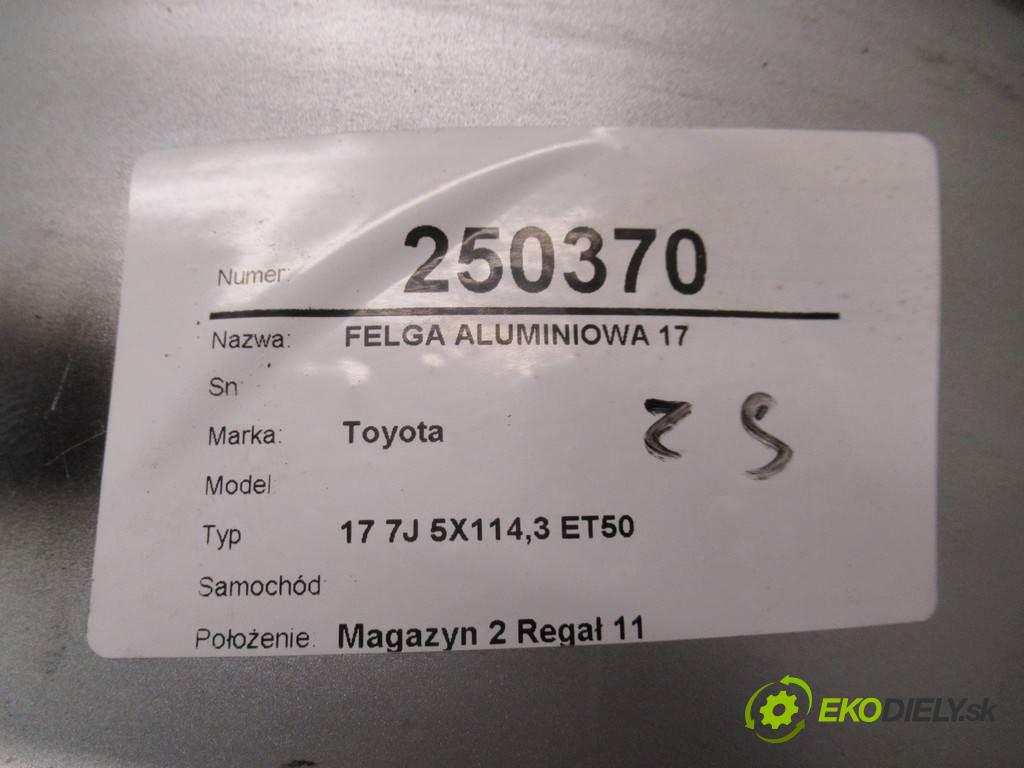 Numer: 250370
Nazwa: FELGA ALUMINIOWA 17
Sn
Marka: Toyota
Model
Typ 17 7J 5X114,3 ET50
Samochód
Położenie. Magazyn 2 Regał 11
EKODIELY.sk